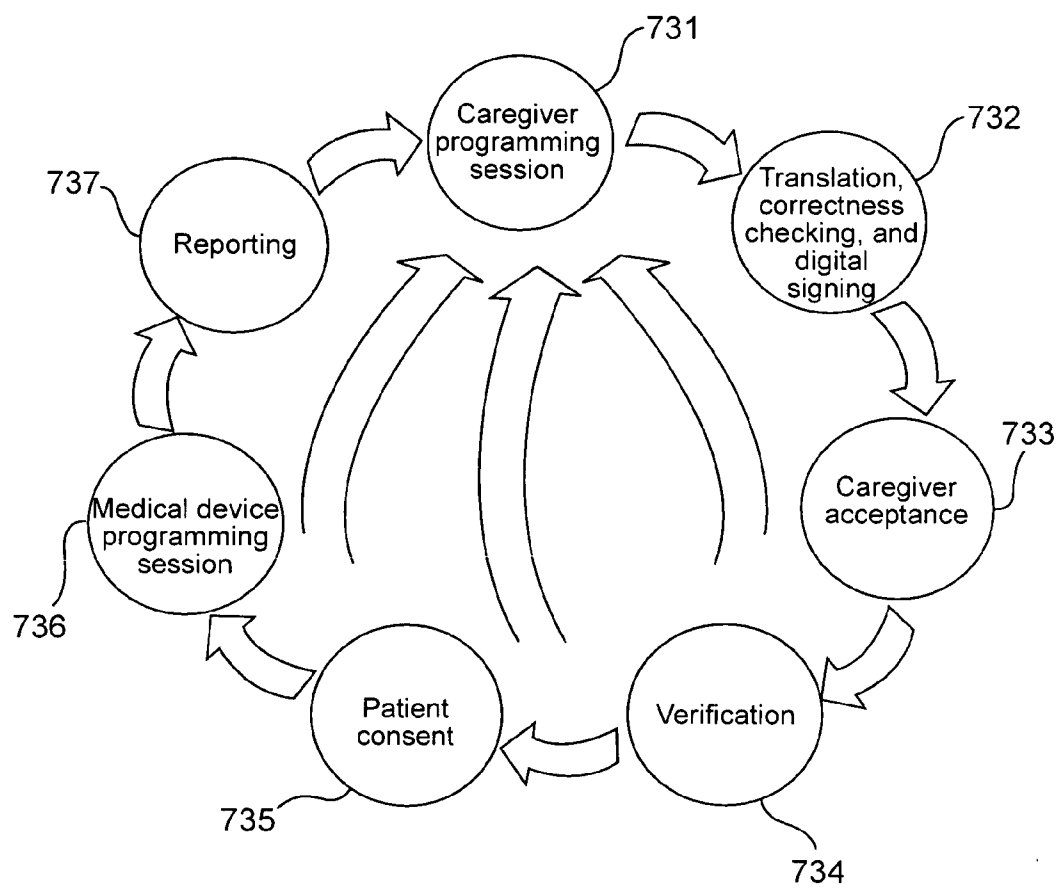 731
Caregiver
programming
session
732
Translation,
correctness
checking, and
digital
signing
733
Caregiver
acceptance
734
Verification
735
Patient
consent
736
Medical device
programming
session
737
Reporting